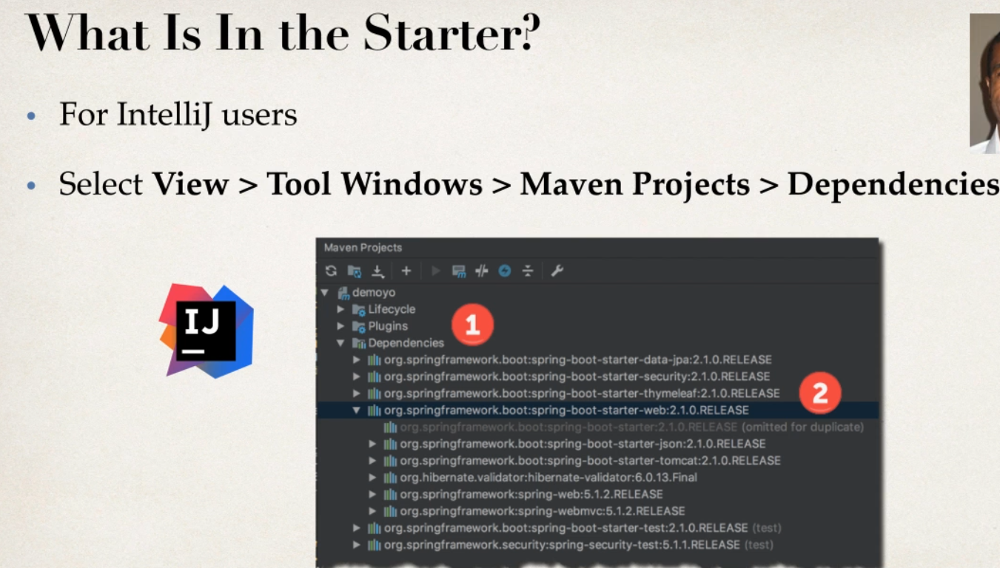 What Is In the Starter?
• For IntelliJ users
• Select View > Tool Windows > Maven Projects > Dependencies
Maven Projects
IJ
demoyo
Lifecycle
Plugins
1
Dependencies
org.springframework.boot:spring-boot-starter-data-jpa:2.1.0.RELEASE
org.springframework.boot:spring-boot-starter-security:2.1.0.RELEASE
org.springframework.boot:spring-boot-starter-thymeleaf:2.1.0.RELEASE
2
org.springframework.boot:spring-boot-starter-web:2.1.0.RELEASE
org.springframework.boot:spring-boot-starter:2.1.0.RELEASE (omitted for duplicate)
org.springframework.boot:spring-boot-starter-json:2.1.0.RELEASE
org.springframework.boot:spring-boot-starter-tomcat:2.1.0.RELEASE
org.hibernate.validator:hibernate-validator:6.0.13.Final
org.springframework:spring-web:5.1.2.RELEASE
org.springframework:spring-webmvc:5.1.2.RELEASE
org.springframework.boot:spring-boot-starter-test:2.1.0.RELEASE (test)
org.springframework.security:spring-security-test:5.1.1.RELEASE (test)